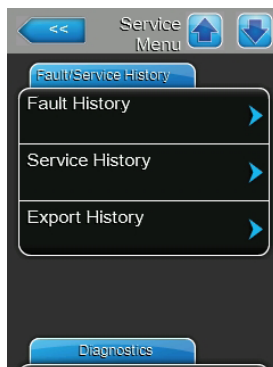 <<
Service
Menu
Fault/Service History
Fault History
Service History
Export History
Diagnostics